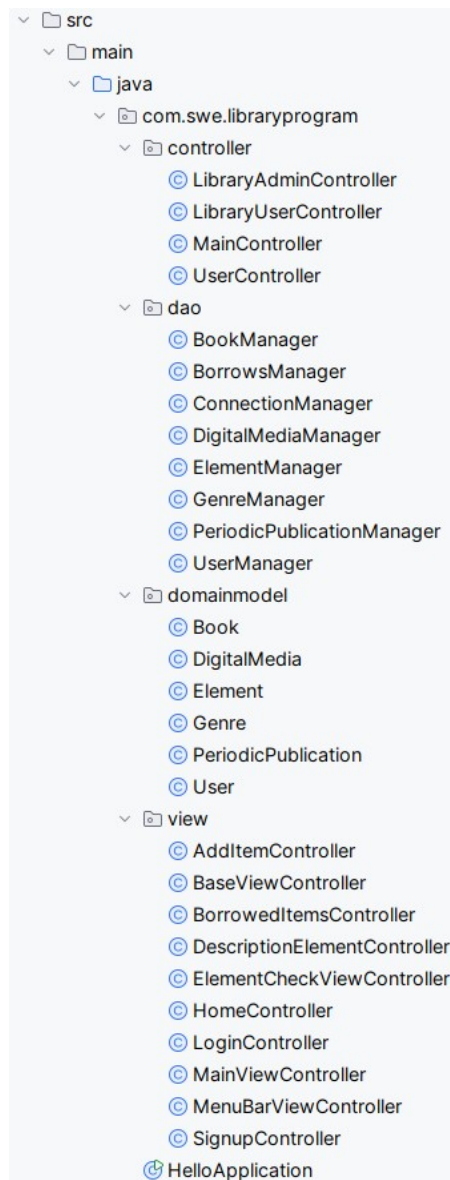 src
main
java
com.swe.libraryprogram
controller
LibraryAdminController
LibraryUserController
MainController
UserController
dao
BookManager
BorrowsManager
ConnectionManager
DigitalMediaManager
ElementManager
GenreManager
PeriodicPublicationManager
UserManager
domainmodel
Book
DigitalMedia
Element
Genre
PeriodicPublication
User
view
AddItemController
BaseViewController
BorrowedItemsController
DescriptionElementController
ElementCheckViewController
HomeController
LoginController
MainViewController
MenuBarViewController
SignupController
HelloApplication